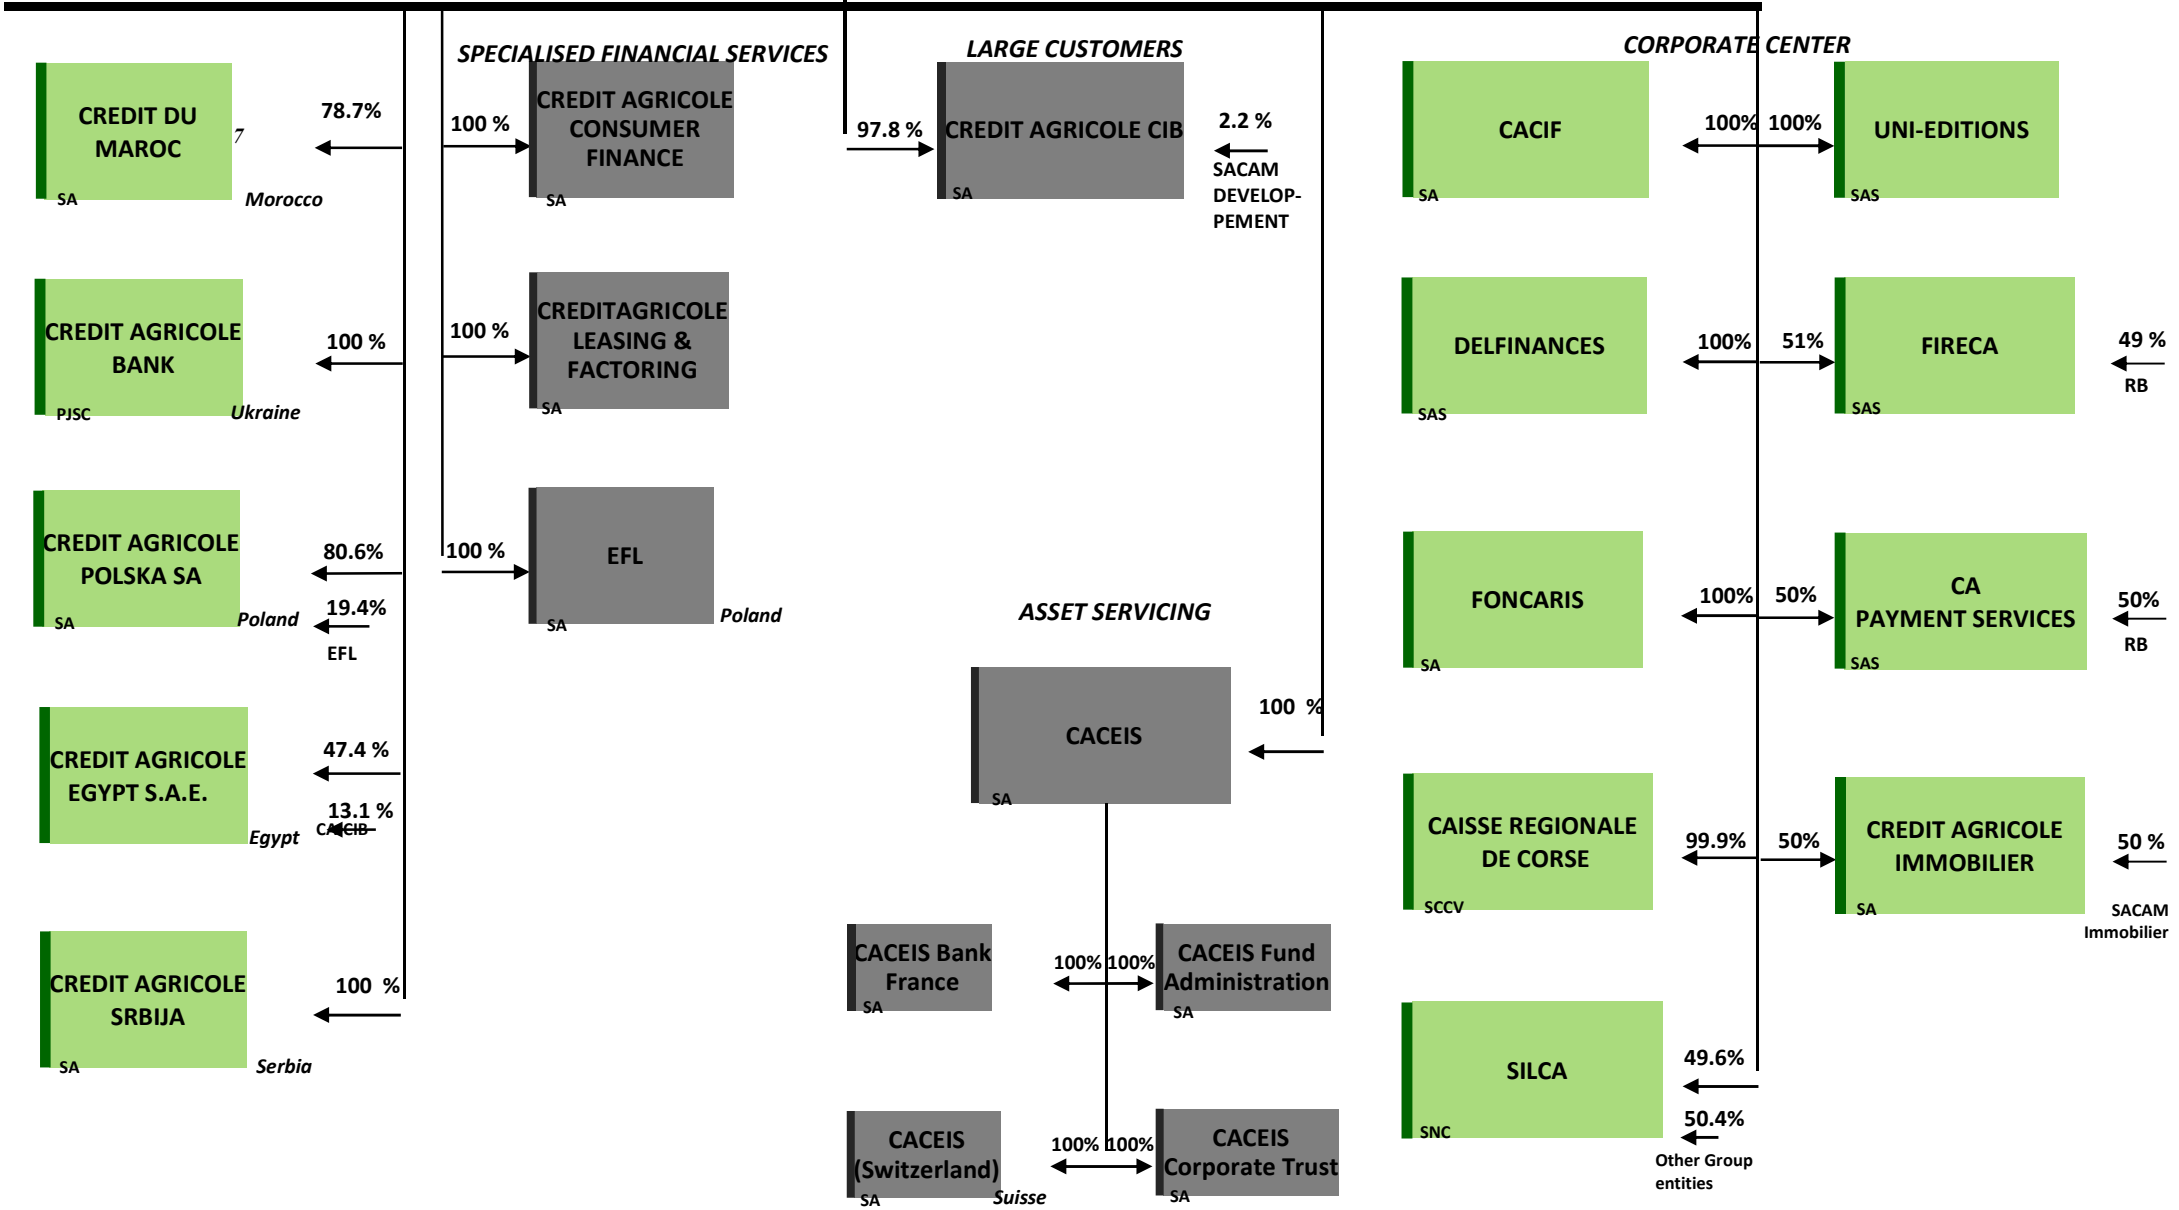 SPECIALISED FINANCIAL SERVICES
LARGE CUSTOMERS
CORPORATE CENTER
CREDIT DU
MAROC
7
SA
Morocco
78.7%
CREDIT AGRICOLE
BANK
PJSC
Ukraine
100 %
CREDIT AGRICOLE
POLSKA SA
SA
Poland
80.6%
19.4%
EFL
CREDIT AGRICOLE
EGYPT S.A.E.
Egypt
47.4 %
13.1 %
CA CIB
CREDIT AGRICOLE
SRBIJA
SA
Serbia
100 %
100 %
CREDIT AGRICOLE
CONSUMER
FINANCE
SA
100 %
CREDITAGRICOLE
LEASING &
FACTORING
SA
100 %
EFL
SA
Poland
97.8 %
CREDIT AGRICOLE CIB
SA
2.2 %
SACAM
DEVELOP-
PEMENT
ASSET SERVICING
CACEIS
SA
100 %
CACEIS Bank
France
SA
100% 100%
CACEIS Fund
Administration
SA
CACEIS
(Switzerland)
SA
Suisse
100% 100%
CACEIS
Corporate Trust
SA
CACIF
SA
100% 100%
UNI-EDITIONS
SAS
DELFINANCES
SAS
100% 51%
FIRECA
SAS
49 %
RB
FONCARIS
SA
100% 50%
CA
PAYMENT SERVICES
SAS
50%
RB
CAISSE REGIONALE
DE CORSE
SCCV
99.9% 50%
CREDIT AGRICOLE
IMMOBILIER
SA
50 %
SACAM
Immobilier
SILCA
SNC
49.6%
50.4%
Other Group
entities